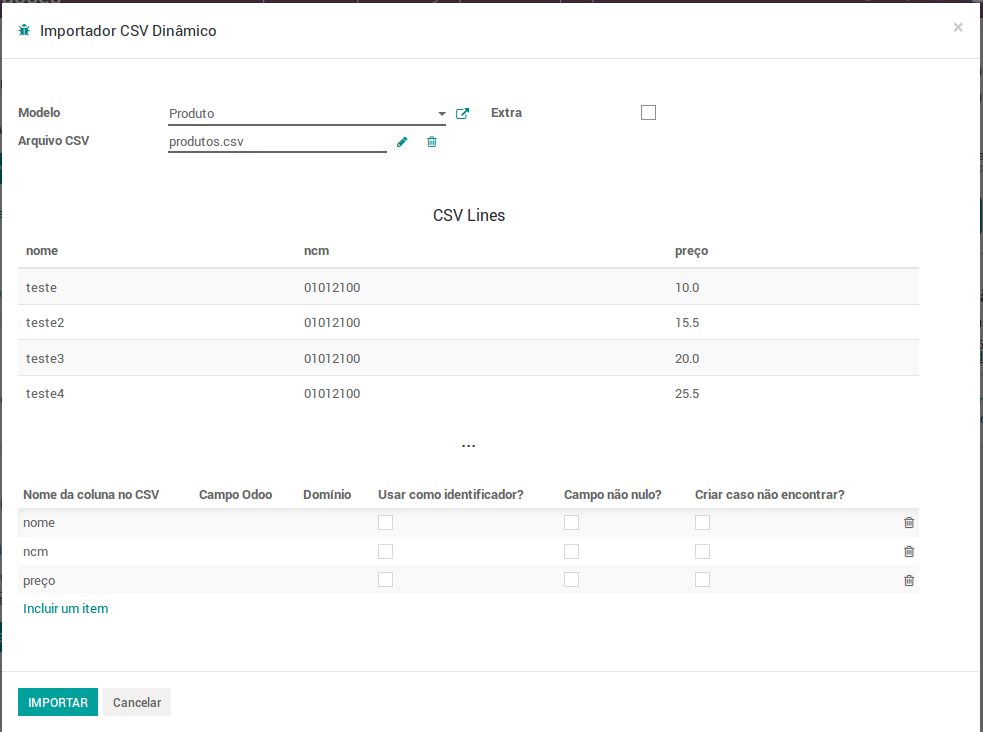 Importador CSV Dinâmico
×
Modelo Produto Extra
Arquivo CSV produtos.csv
CSV Lines
nome ncm preço
teste 01012100 10.0
teste2 01012100 15.5
teste3 01012100 20.0
teste4 01012100 25.5
...
Nome da coluna no CSV Campo Odoo Domínio Usar como identificador? Campo não nulo? Criar caso não encontrar?
nome
ncm
preço
Incluir um item
IMPORTAR Cancelar